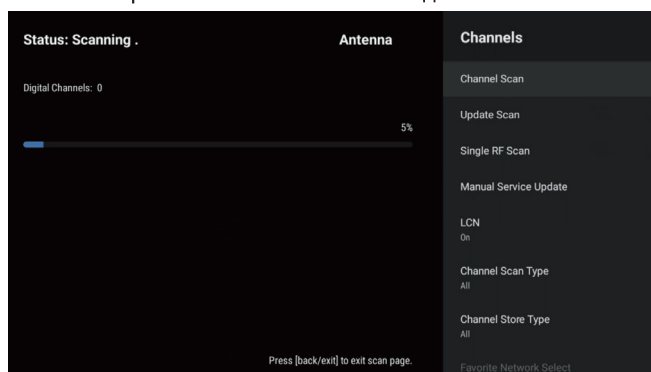 Status: Scanning .
Antenna
Digital Channels: 0
5%
Press [back/exit] to exit scan page.
Channels
Channel Scan
Update Scan
Single RF Scan
Manual Service Update
LCN
On
Channel Scan Type
All
Channel Store Type
All
Favorite Network Select